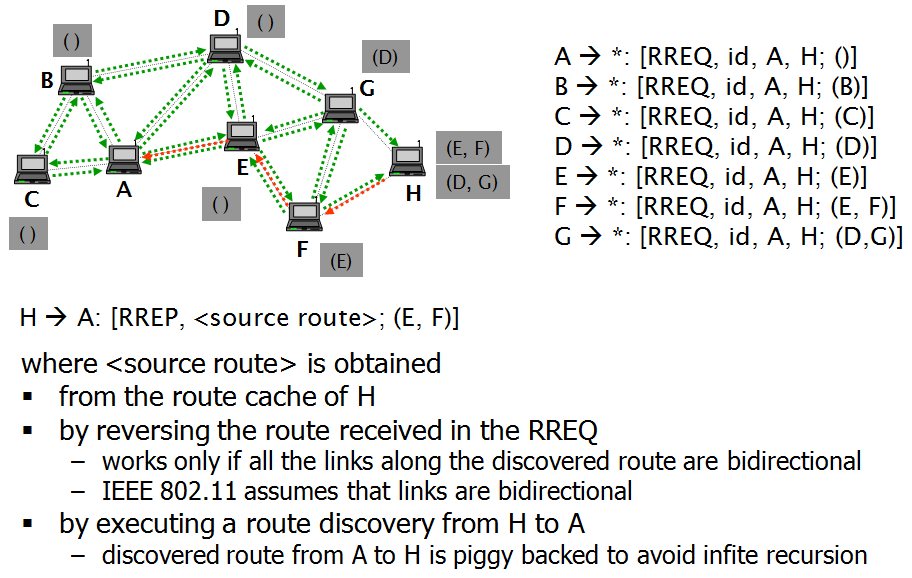 D
( )
( )
(D)
B
G
E
A
C
H
(E, F)
(D, G)
( )
( )
F
(E)
A → *: [RREQ, id, A, H; ()]
B → *: [RREQ, id, A, H; (B)]
C → *: [RREQ, id, A, H; (C)]
D → *: [RREQ, id, A, H; (D)]
E → *: [RREQ, id, A, H; (E)]
F → *: [RREQ, id, A, H; (E, F)]
G → *: [RREQ, id, A, H; (D,G)]
H → A: [RREP, <source route>; (E, F)]
where <source route> is obtained
▪ from the route cache of H
▪ by reversing the route received in the RREQ
– works only if all the links along the discovered route are bidirectional
– IEEE 802.11 assumes that links are bidirectional
▪ by executing a route discovery from H to A
– discovered route from A to H is piggy backed to avoid infite recursion